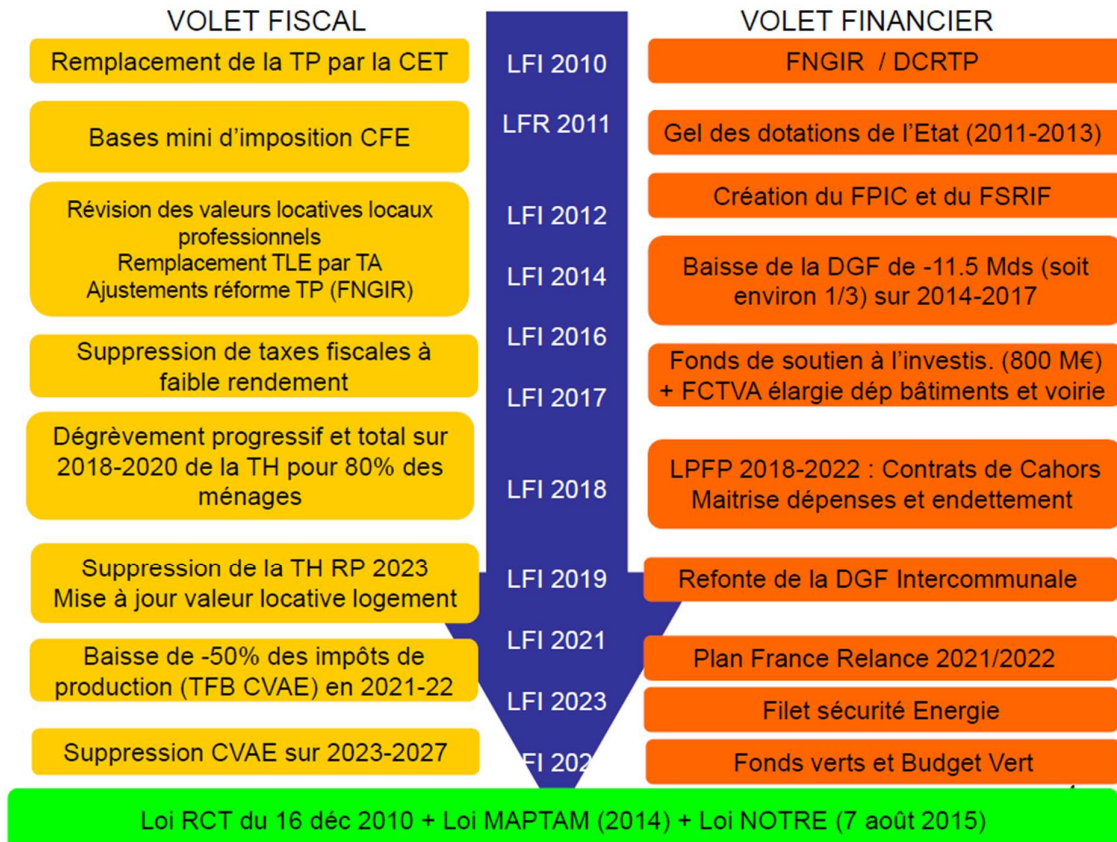 VOLET FISCAL
Remplacement de la TP par la CET
Bases mini d'imposition CFE
Révision des valeurs locatives locaux
professionnels
Remplacement TLE par TA
Ajustements réforme TP (FNGIR)
Suppression de taxes fiscales à
faible rendement
Dégrèvement progressif et total sur
2018-2020 de la TH pour 80% des
ménages
Suppression de la TH RP 2023
Mise à jour valeur locative logement
Baisse de -50% des impôts de
production (TFB CVAE) en 2021-22
Suppression CVAE sur 2023-2027
LFI 2010
LFR 2011
LFI 2012
LFI 2014
LFI 2016
LFI 2017
LFI 2018
LFI 2019
LFI 2021
LFI 2023
VOLET FINANCIER
FNGIR / DCRTP
Gel des dotations de l'Etat (2011-2013)
Création du FPIC et du FSRIF
Baisse de la DGF de -11.5 Mds (soit
environ 1/3) sur 2014-2017
Fonds de soutien à l'investis. (800 M€)
+ FCTVA élargie dép bâtiments et voirie
LPFP 2018-2022 : Contrats de Cahors
Maitrise dépenses et endettement
Refonte de la DGF Intercommunale
Plan France Relance 2021/2022
Filet sécurité Energie
Fonds verts et Budget Vert
Loi RCT du 16 déc 2010 + Loi MAPTAM (2014) + Loi NOTRE (7 août 2015)